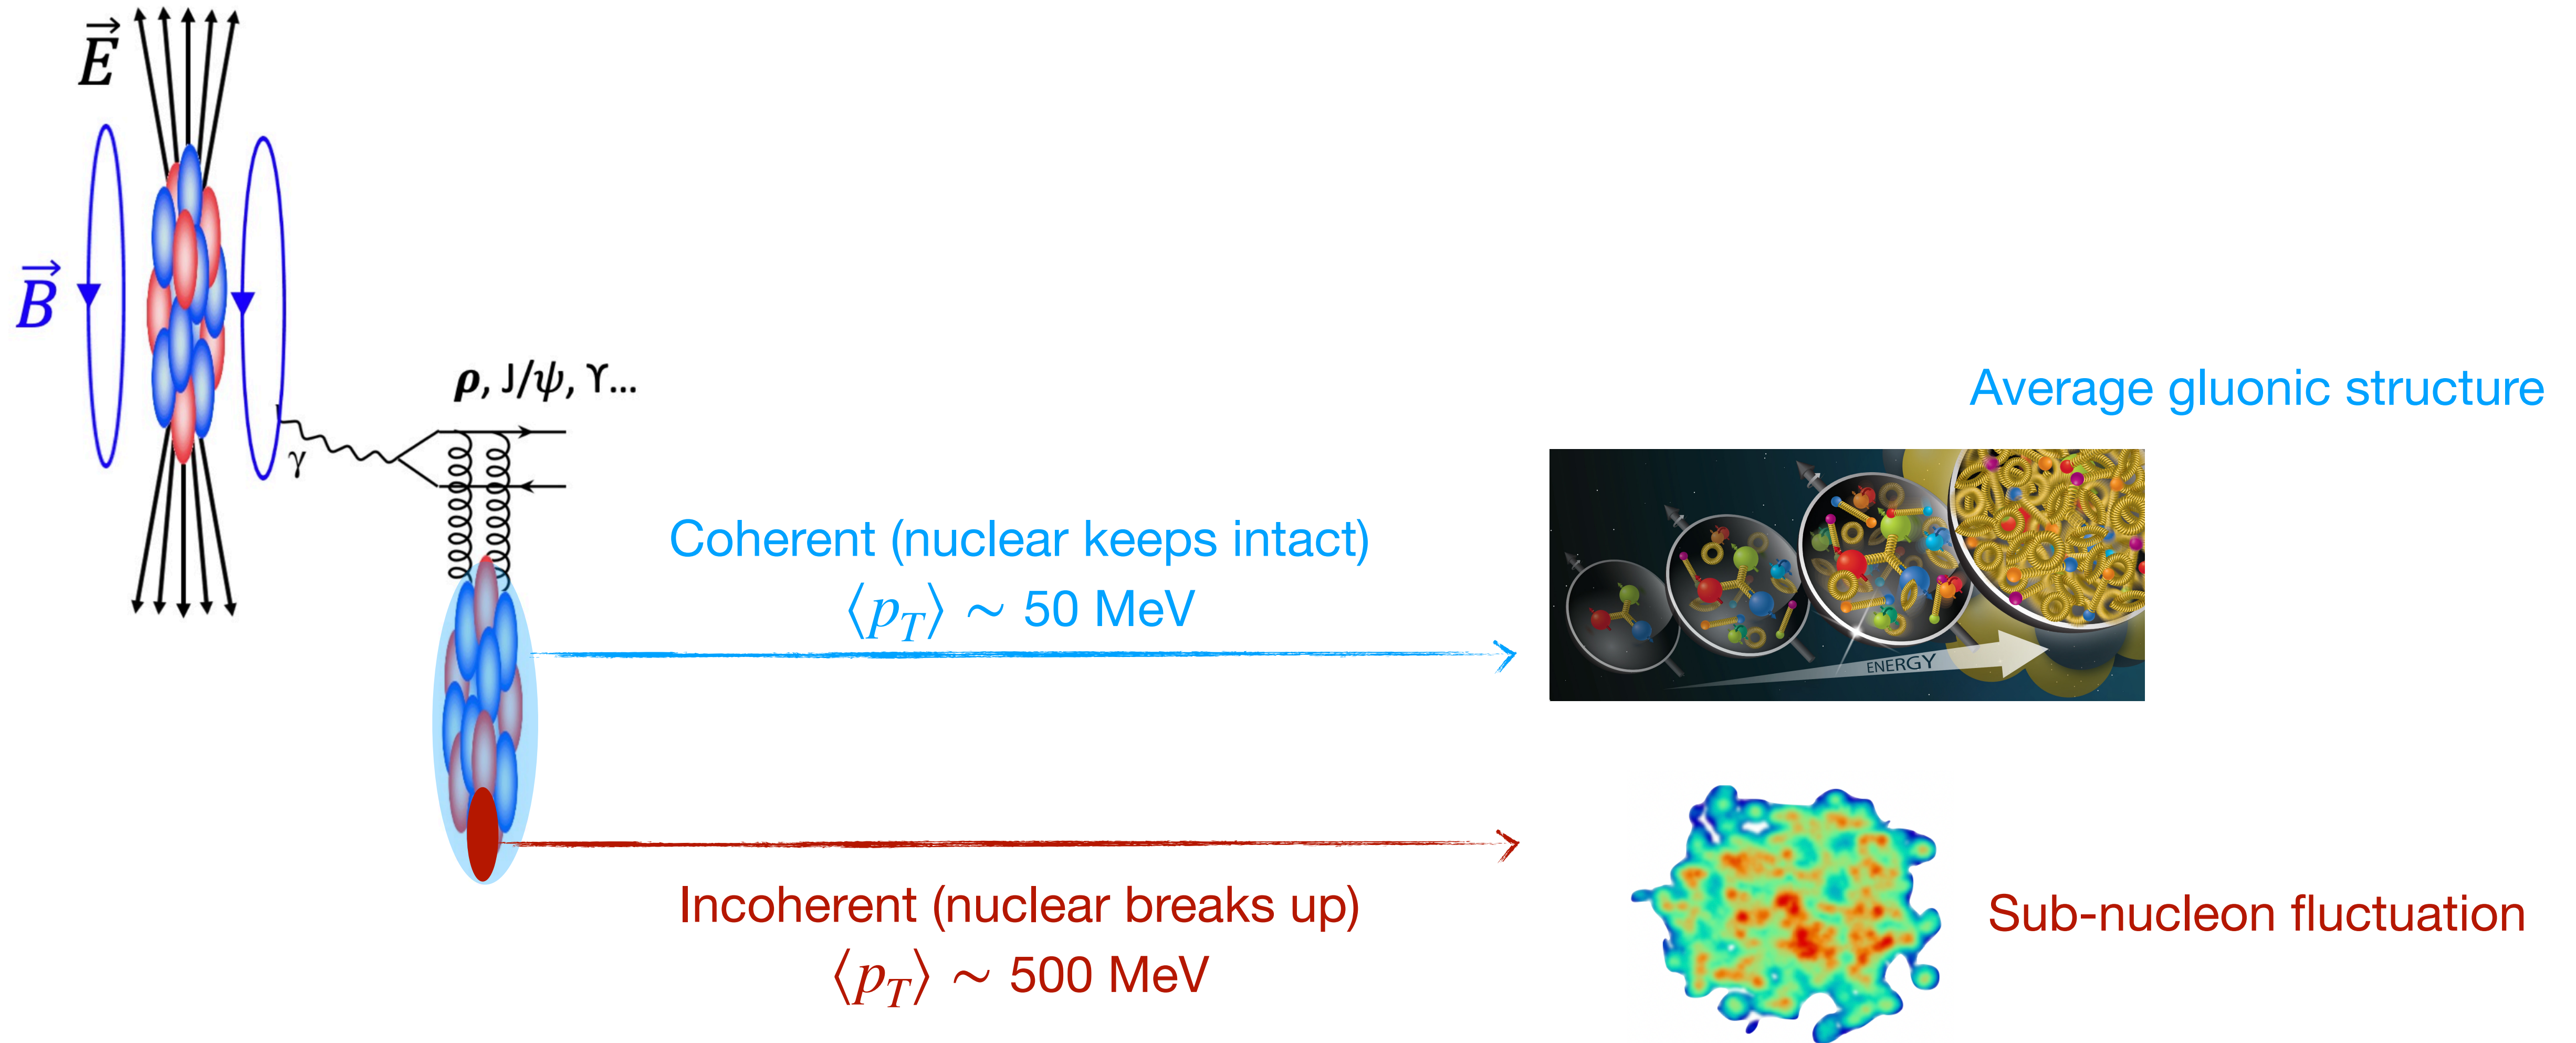 E⃗
B⃗
γ
ρ, J/ψ, ϒ...
Coherent (nuclear keeps intact)
⟨p_T⟩ ∼ 50 MeV
Average gluonic structure
ENERGY
Incoherent (nuclear breaks up)
⟨p_T⟩ ∼ 500 MeV
Sub-nucleon fluctuation